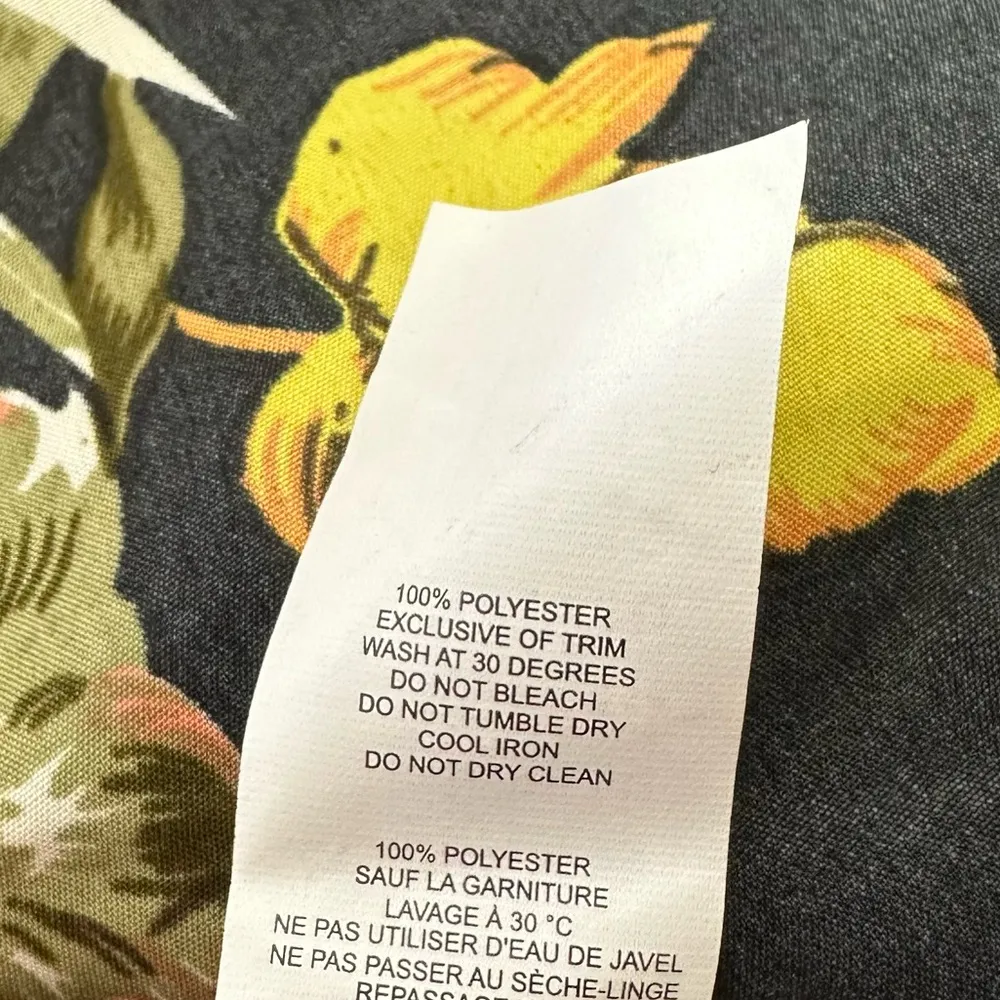 100% POLYESTER
EXCLUSIVE OF TRIM
WASH AT 30 DEGREES
DO NOT BLEACH
DO NOT TUMBLE DRY
COOL IRON
DO NOT DRY CLEAN
100% POLYESTER
SAUF LA GARNITURE
LAVAGE À 30 °C
NE PAS UTILISER D'EAU DE JAVEL
NE PAS PASSER AU SÈCHE-LINGE
REPASSAGE